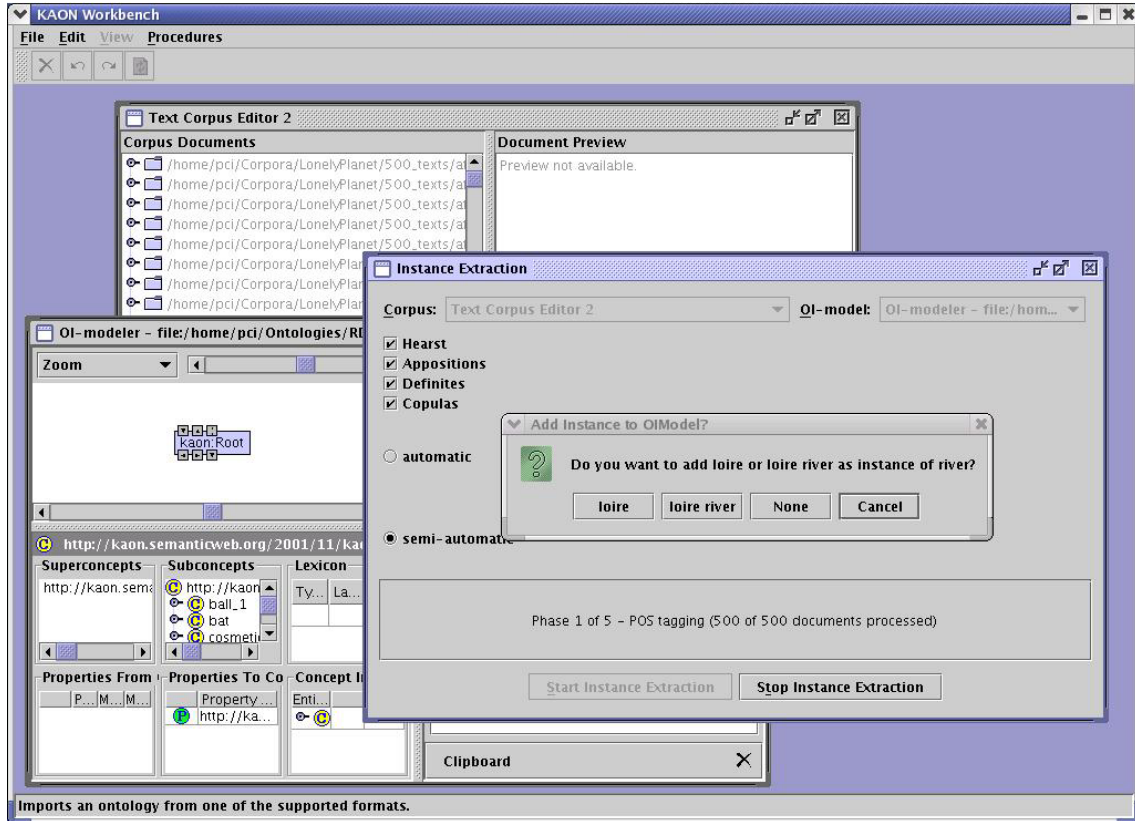 KAON Workbench
File Edit View Procedures
Text Corpus Editor 2
Corpus Documents
Document Preview
/home/pci/Corpora/LonelyPlanet/500_texts/a
Preview not available.
/home/pci/Corpora/LonelyPlanet/500_texts/a
/home/pci/Corpora/LonelyPlanet/500_texts/a
/home/pci/Corpora/LonelyPlanet/500_texts/a
/home/pci/Corpora/LonelyPlanet/500_texts/a
/home/pci/Corpora/LonelyPlan
/home/pci/Corpora/LonelyPlan
/home/pci/Corpora/LonelyPlan
Instance Extraction
Corpus: Text Corpus Editor 2
OI-model: OI-modeler - file:/hom...
Hearst
Appositions
Definites
Copulas
automatic
semi-automatic
Add Instance to OIModel?
Do you want to add loire or loire river as instance of river?
loire
loire river
None
Cancel
Phase 1 of 5 - POS tagging (500 of 500 documents processed)
Start Instance Extraction
Stop Instance Extraction
OI-modeler - file:/home/pci/Ontologies/RD
Zoom
kaon:Root
http://kaon.semanticweb.org/2001/11/kao
Superconcepts
http://kaon.sema
Subconcepts
http://kaon
ball_1
bat
cosmeti
Lexicon
Ty... La...
Properties From
P... M... M...
Properties To Co
Property ...
http://ka...
Concept I
Enti...
Clipboard
Imports an ontology from one of the supported formats.